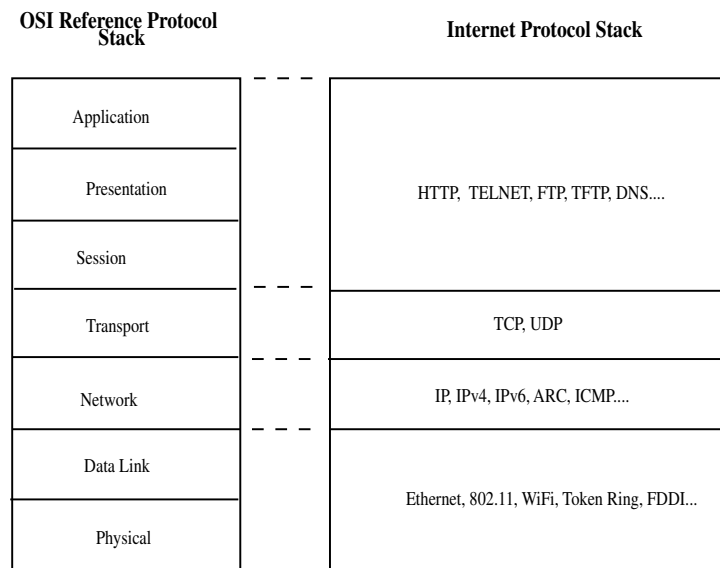 OSI Reference Protocol
Stack
Internet Protocol Stack
Application
Presentation
Session
Transport
Network
Data Link
Physical
HTTP, TELNET, FTP, TFTP, DNS....
TCP, UDP
IP, IPv4, IPv6, ARC, ICMP....
Ethernet, 802.11, WiFi, Token Ring, FDDI...